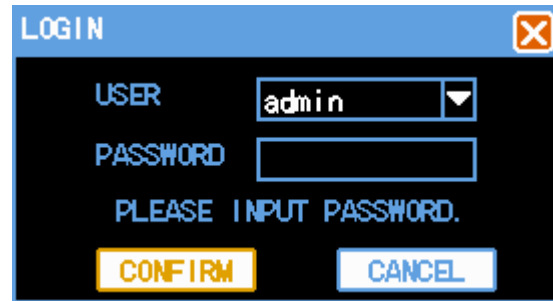 LOGIN
USER admin
PASSWORD
PLEASE INPUT PASSWORD.
CONFIRM CANCEL